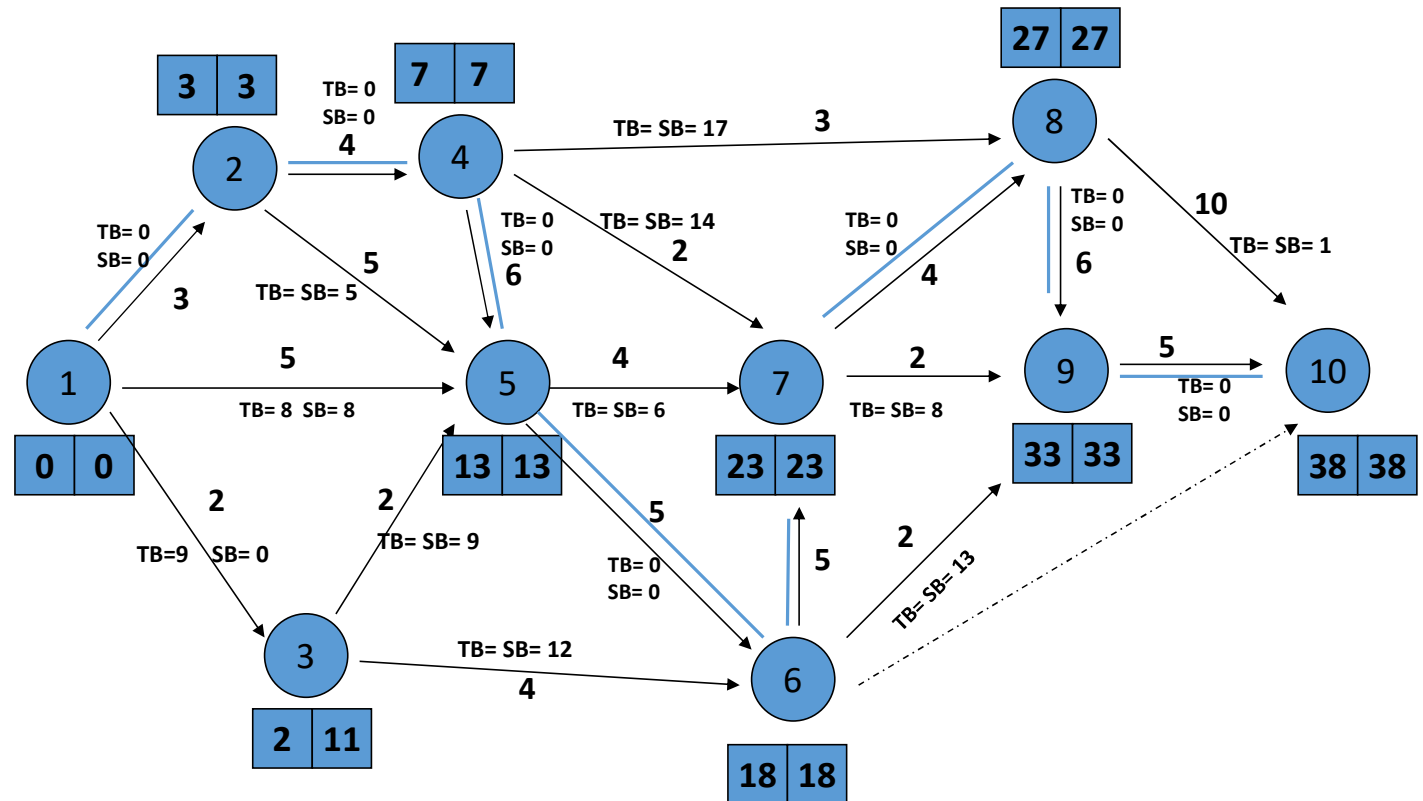 27 27
3 3
7 7
TB= 0
SB= 0
4
2
4
8
TB= SB= 17
3
TB= 0
SB= 0
3
5
TB= SB= 5
TB= 0
SB= 0
6
TB= SB= 14
2
TB= 0
SB= 0
4
TB= 0
SB= 0
6
10
TB= SB= 1
1
5
TB= 8 SB= 8
5
4
TB= SB= 6
7
2
TB= SB= 8
9
5
TB= 0
SB= 0
10
0 0
13 13
23 23
33 33
38 38
2
TB=9 SB= 0
2
TB= SB= 9
5
TB= 0
SB= 0
5
2
TB= SB= 13
3
TB= SB= 12
4
6
2 11
18 18